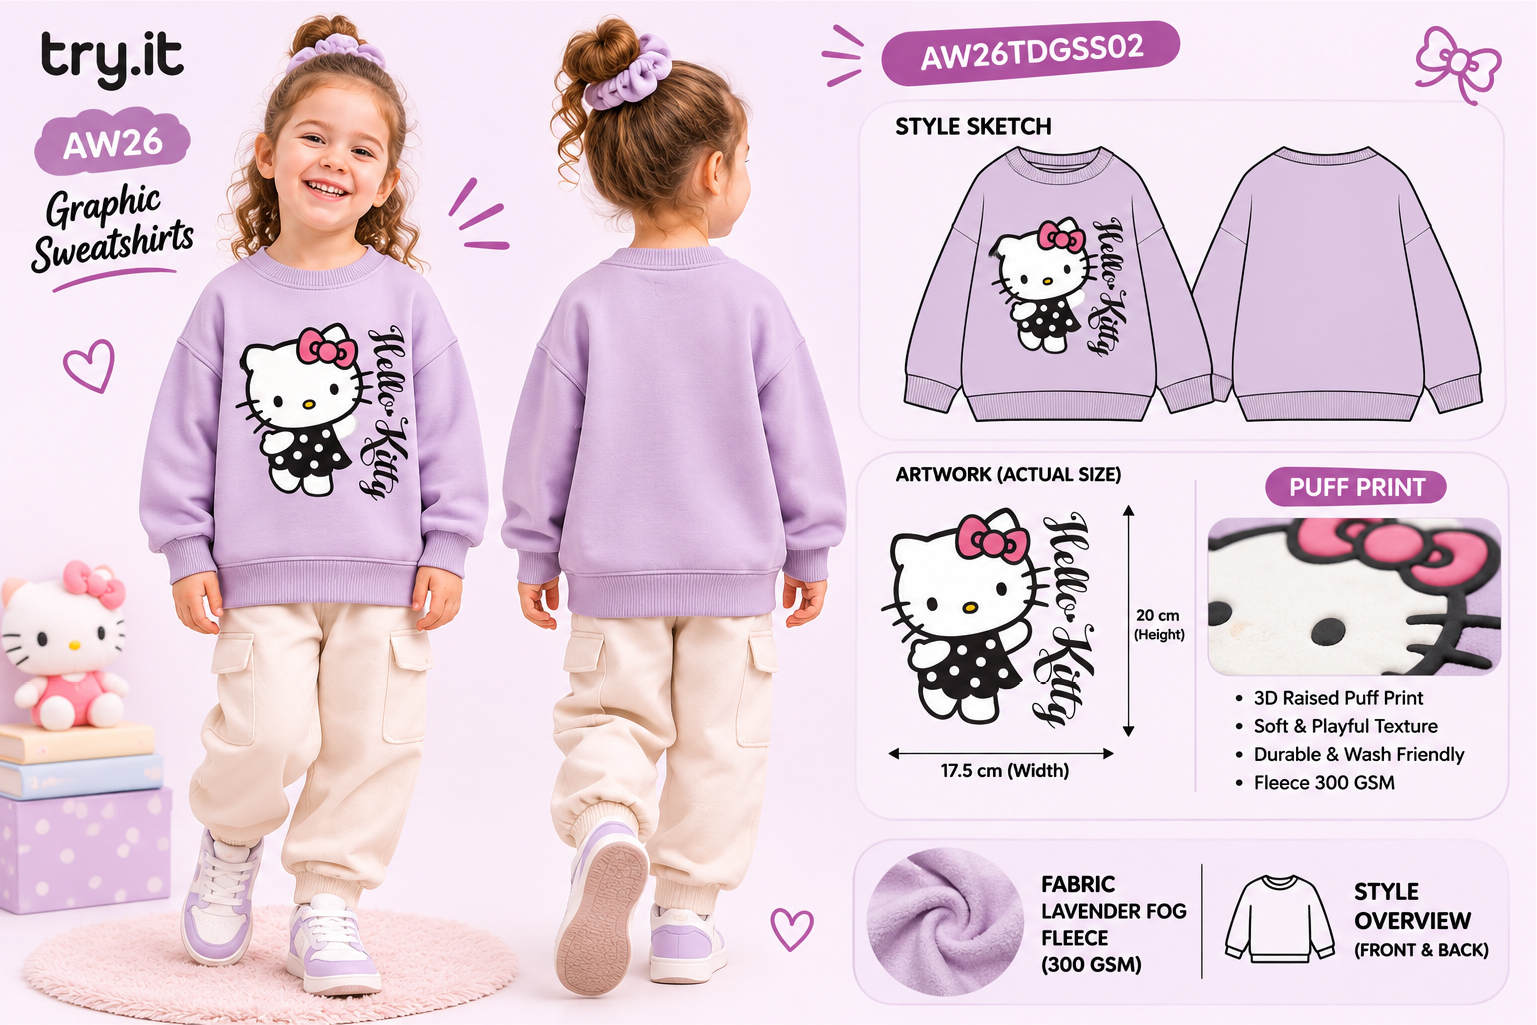 try.it
AW26
Graphic
Sweatshirts
Hello Kitty
AW26TDGSS02
STYLE SKETCH
Hello Kitty
ARTWORK (ACTUAL SIZE)
Hello Kitty
20 cm
(Height)
17.5 cm (Width)
PUFF PRINT
• 3D Raised Puff Print
• Soft & Playful Texture
• Durable & Wash Friendly
• Fleece 300 GSM
FABRIC
LAVENDER FOG
FLEECE
(300 GSM)
STYLE
OVERVIEW
(FRONT & BACK)